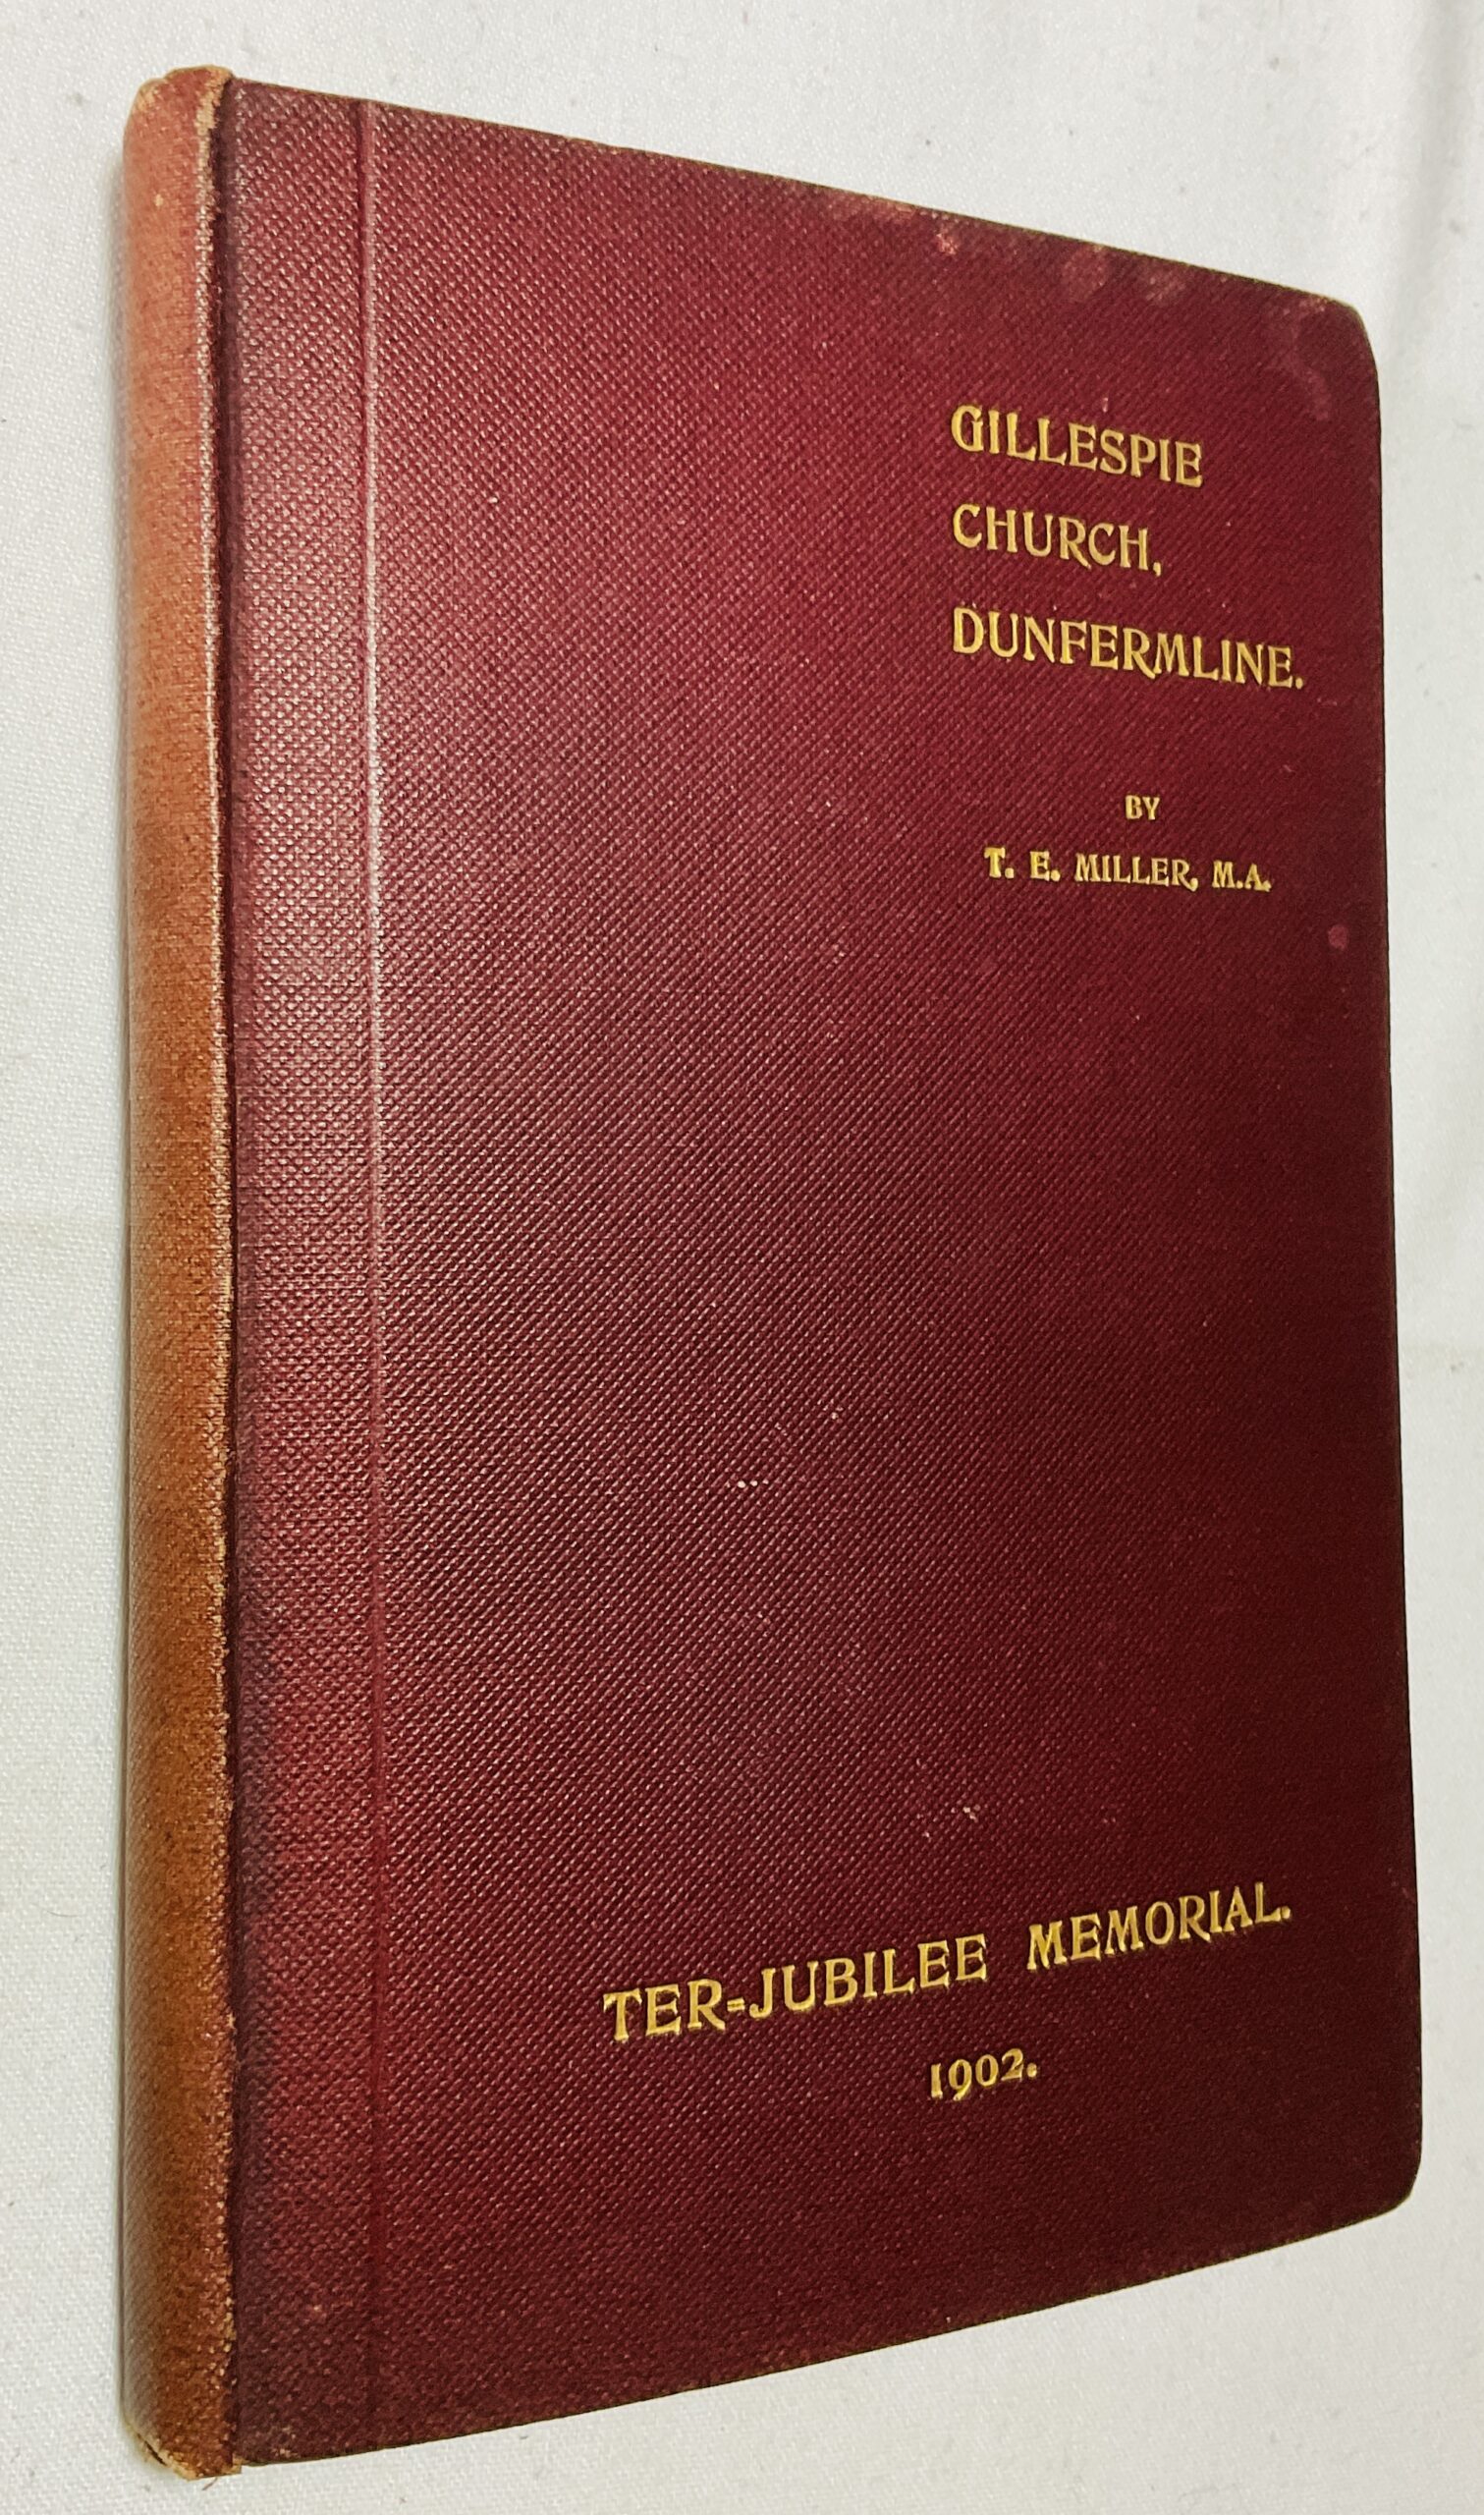 GILLESPIE
CHURCH,
DUNFERMLINE.
BY
T. E. MILLER, M.A.
TER-JUBILEE MEMORIAL.
1902.